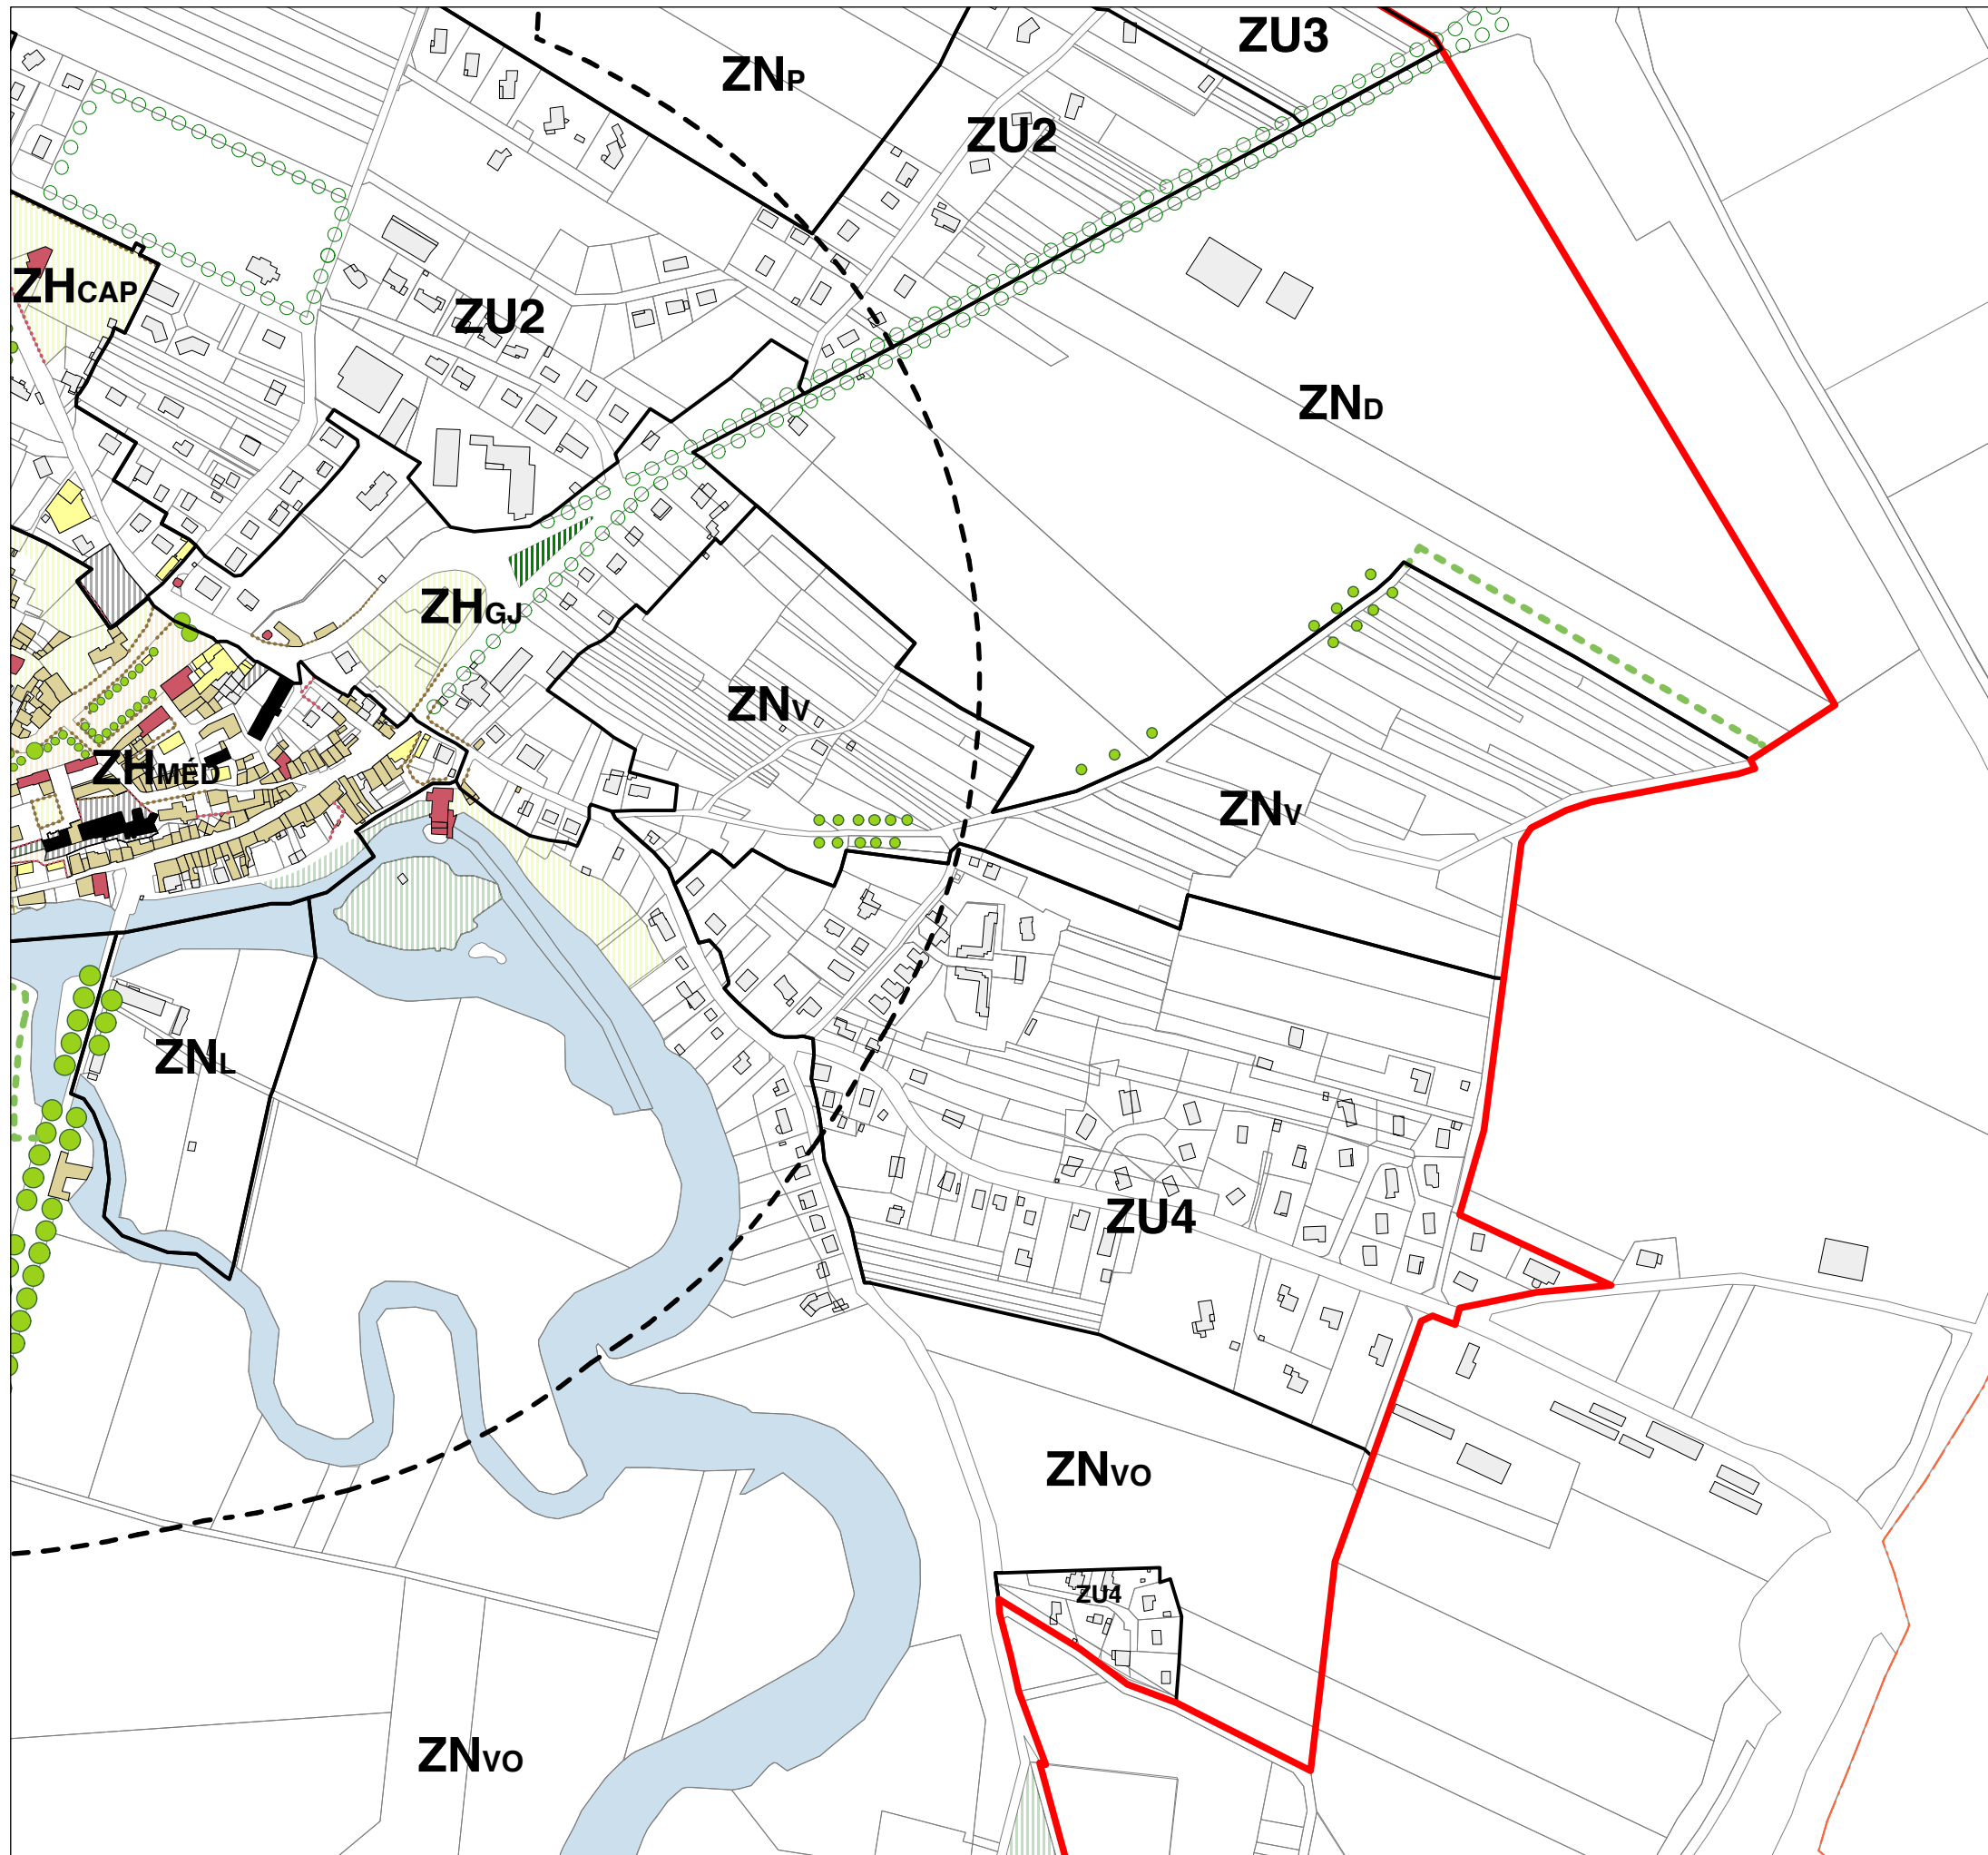 ZU3
ZNP
ZU2
ZHCAP
ZU2
ZND
ZHGJ
ZNV
ZHMÉD
ZNV
ZNL
ZU4
ZNVO
ZU4
ZNVO